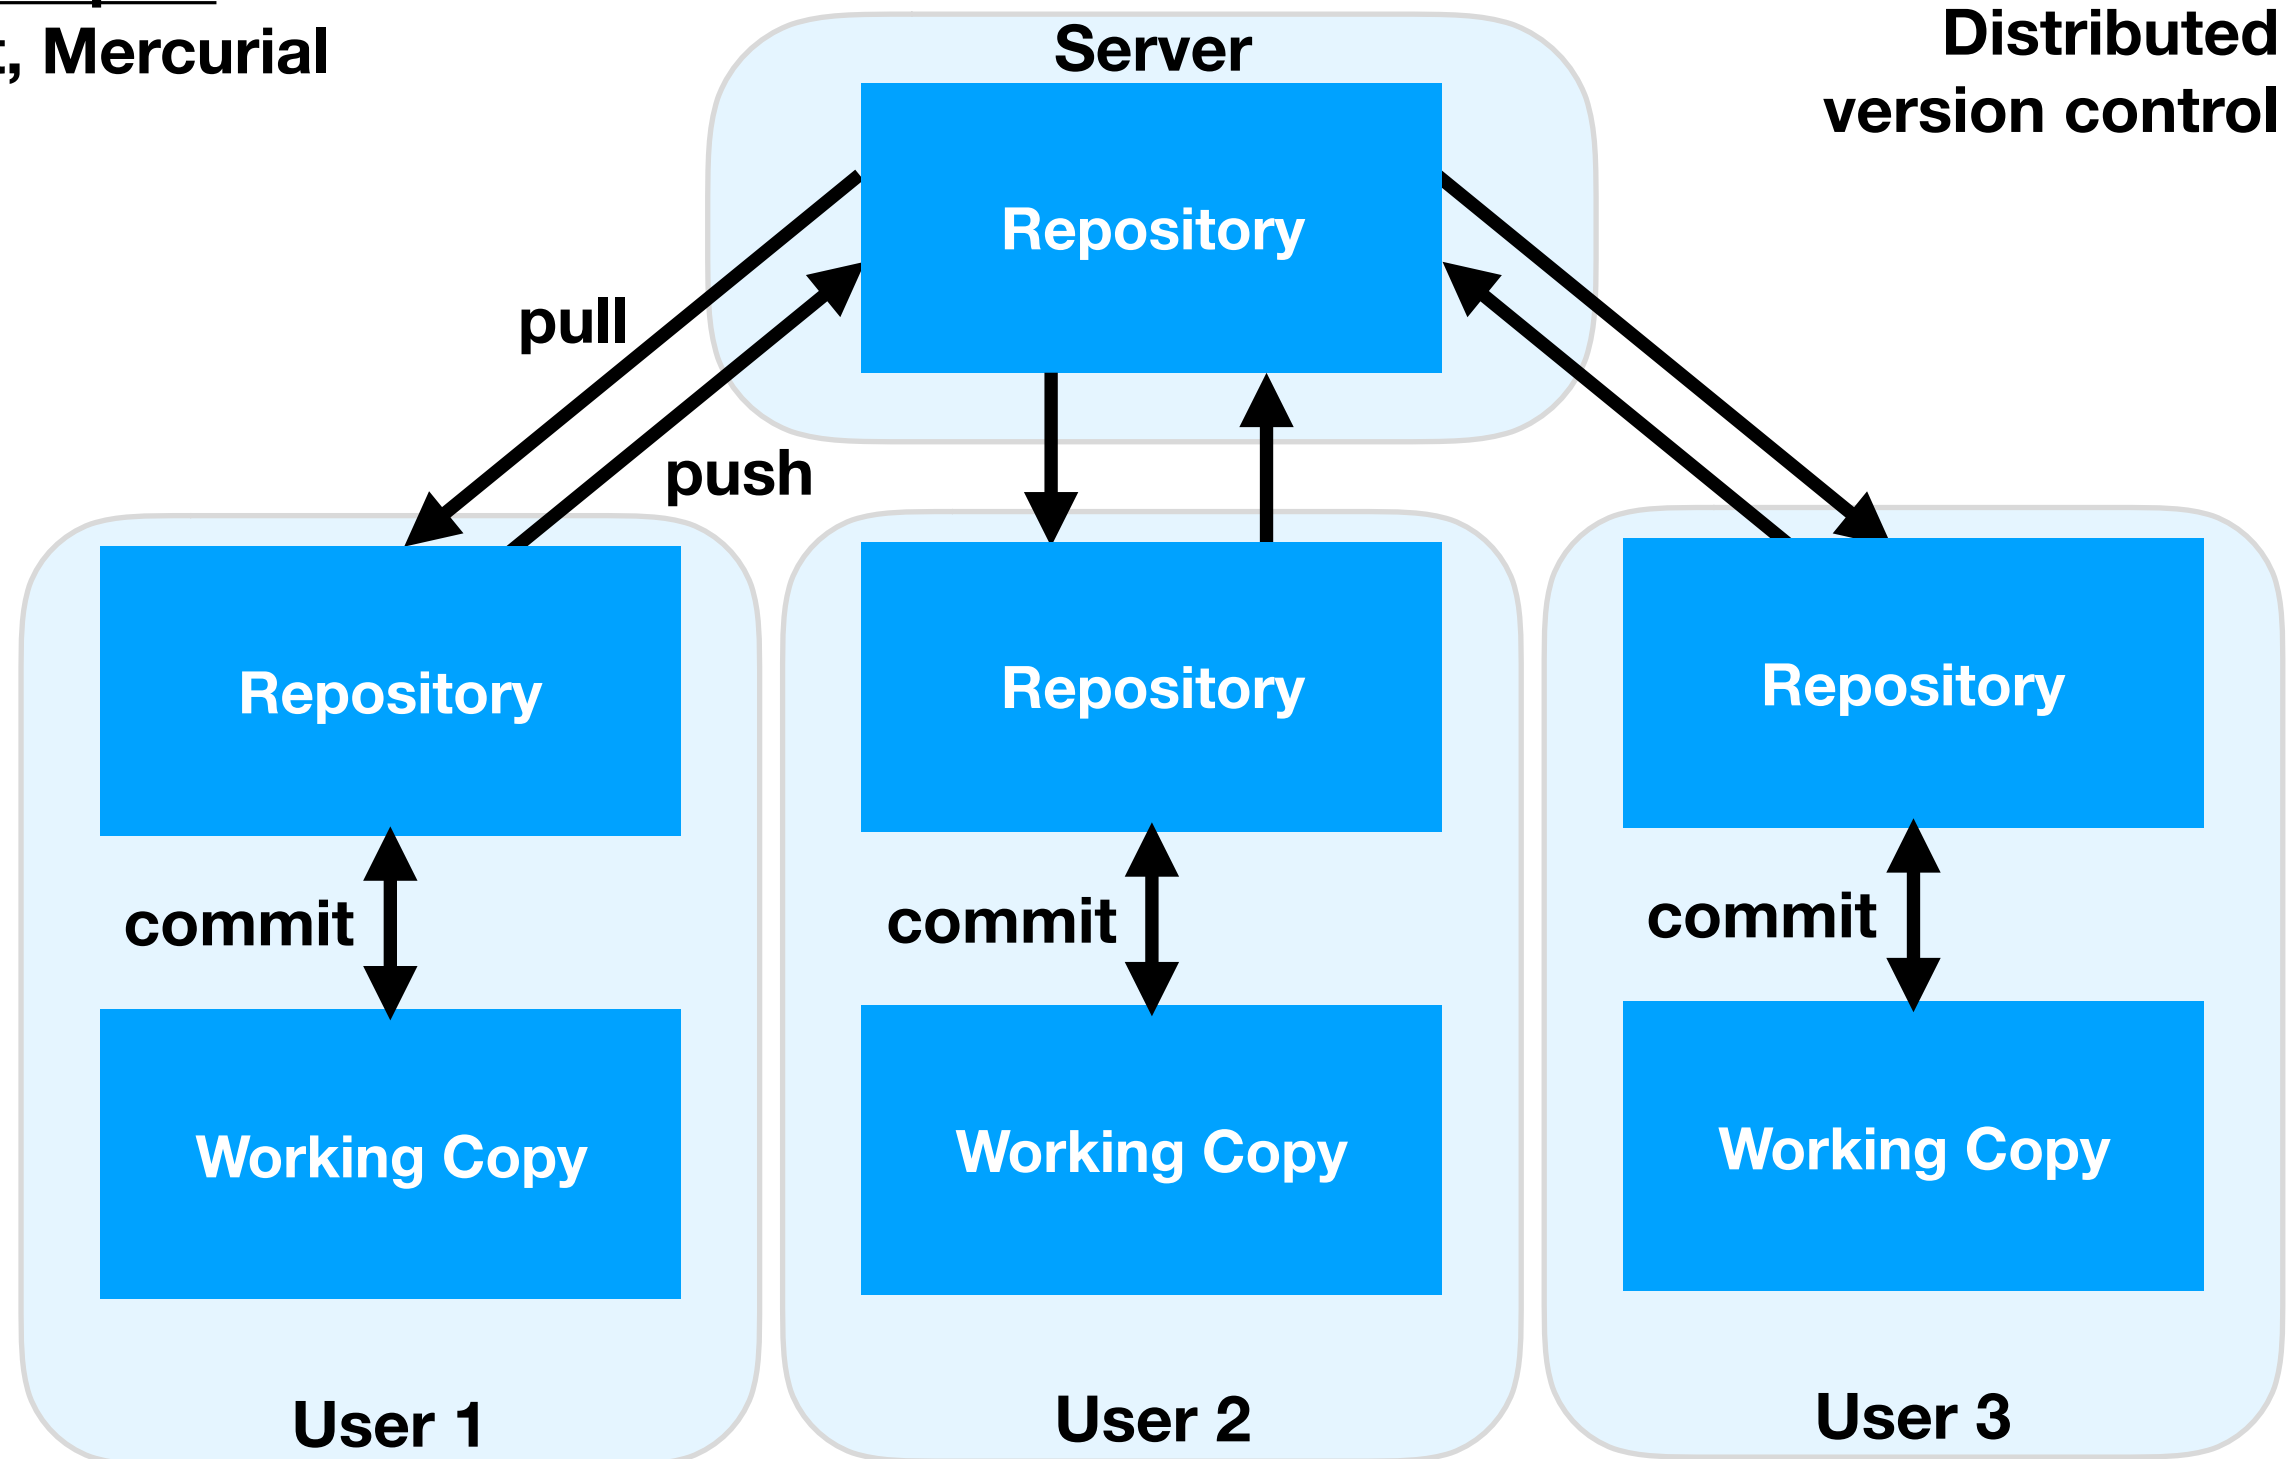 , Mercurial
Distributed
version control
Server
Repository
pull
push
Repository
Repository
Repository
commit
commit
commit
Working Copy
Working Copy
Working Copy
User 1
User 2
User 3